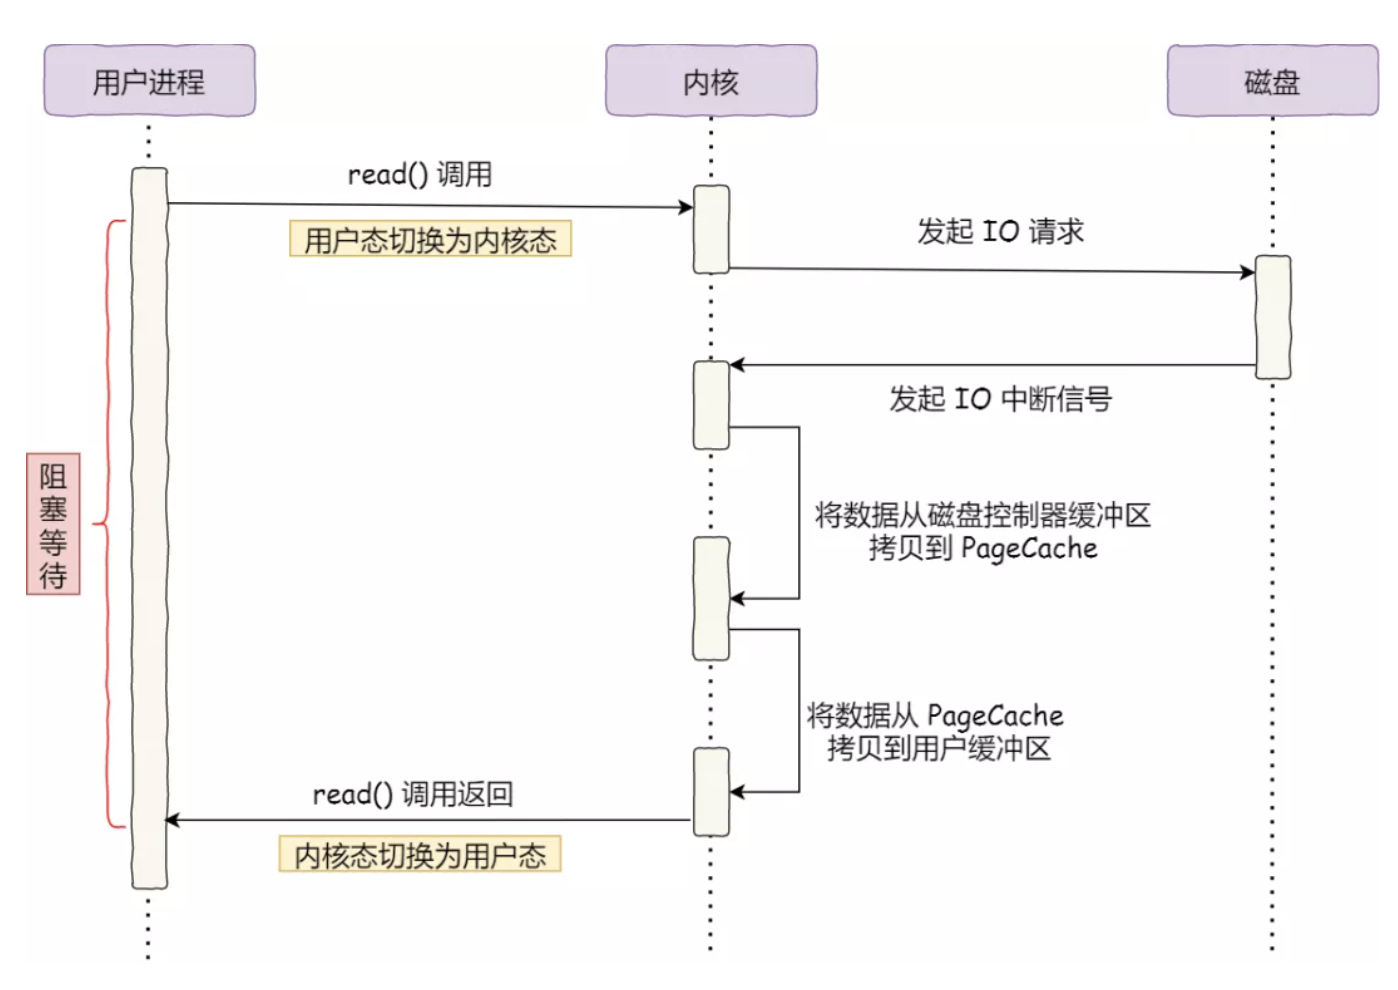 用户进程
内核
磁盘
read() 调用
用户态切换为内核态
发起 IO 请求
发起 IO 中断信号
阻
塞
等
待
将数据从磁盘控制器缓冲区
拷贝到 PageCache
将数据从 PageCache
拷贝到用户缓冲区
read() 调用返回
内核态切换为用户态